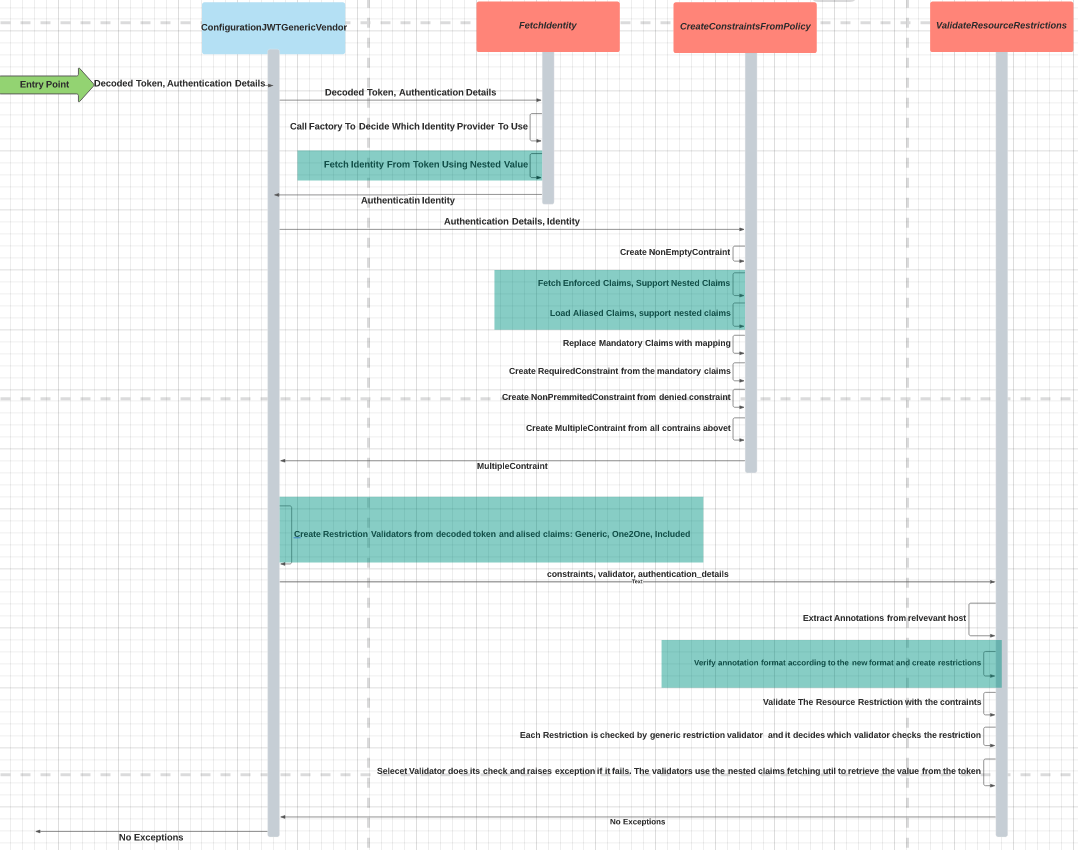 ConfigurationJWTGenericVendor
FetchIdentity
CreateConstraintsFromPolicy
ValidateResourceRestrictions
Entry Point
Decoded Token, Authentication Details
Decoded Token, Authentication Details
Call Factory To Decide Which Identity Provider To Use
Fetch Identity From Token Using Nested Value
Authenticatin Identity
Authentication Details, Identity
Create NonEmptyContraint
Fetch Enforced Claims, Support Nested Claims
Load Aliased Claims, support nested claims
Replace Mandatory Claims with mapping
Create RequiredConstraint from the mandatory claims
Create NonPremmitedConstraint from denied constraint
Create MultipleContraint from all contrains abovet
MultipleContraint
Create Restriction Validators from decoded token and alised claims: Generic, One2One, Included
constraints, validator, authentication_details
Text
Extract Annotations from relvevant host
Verify annotation format according to the new format and create restrictions
Validate The Resource Restriction with the contraints
Each Restriction is checked by generic restriction validator and it decides which validator checks the restriction
Selecet Validator does its check and raises exception if it fails. The validators use the nested claims fetching util to retrieve the value from the token
No Exceptions
No Exceptions